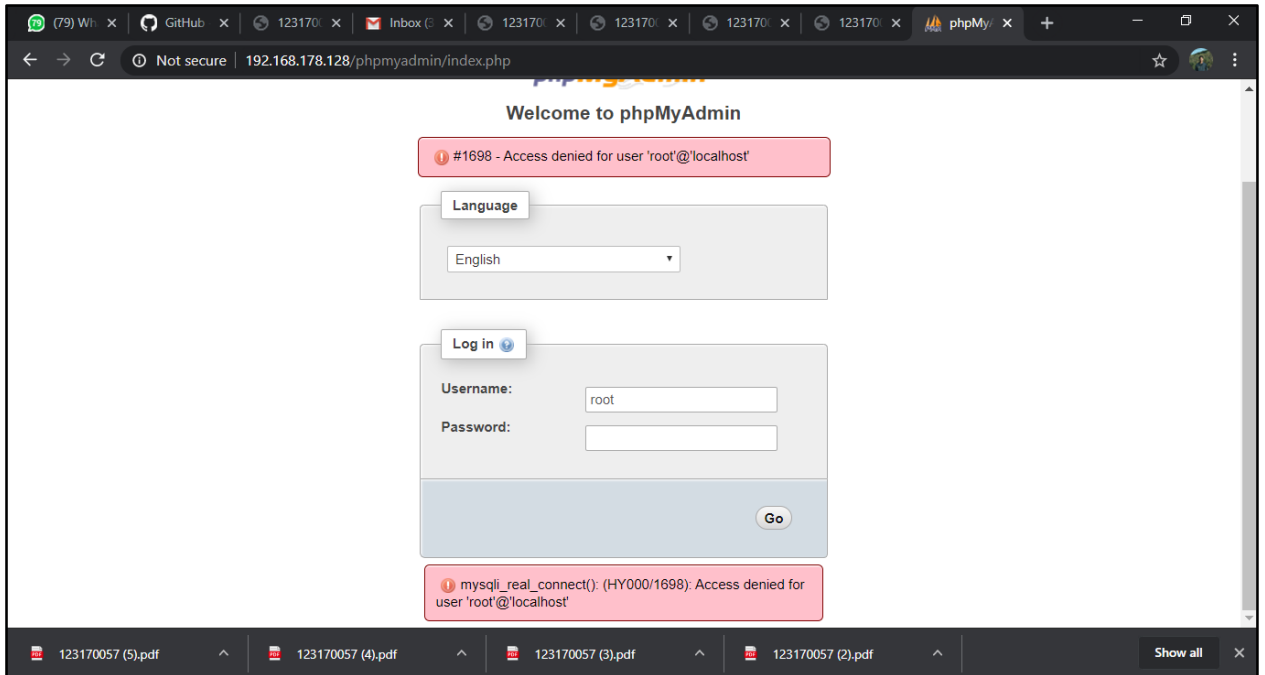 (79) Wh
GitHub
123170
Inbox (3
123170
123170
123170
123170
phpMy
Not secure | 192.168.178.128/phpmyadmin/index.php
phpMyAdmin
Welcome to phpMyAdmin
#1698 - Access denied for user 'root'@'localhost'
Language
English
Log in
Username:
root
Password:
Go
mysqli_real_connect(): (HY000/1698): Access denied for
user 'root'@'localhost'
123170057 (5).pdf
123170057 (4).pdf
123170057 (3).pdf
123170057 (2).pdf
Show all